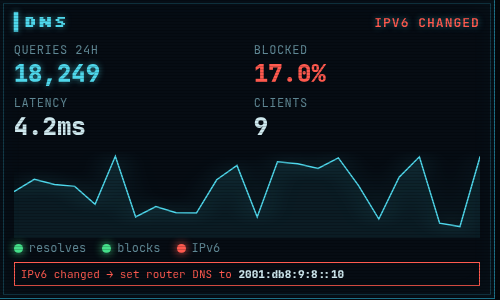 DNS
IPV6 CHANGED
QUERIES 24H
BLOCKED
18,249
17.0%
LATENCY
CLIENTS
4.2ms
9
resolves blocks IPv6
IPv6 changed → set router DNS to 2001:db8:9:8::10